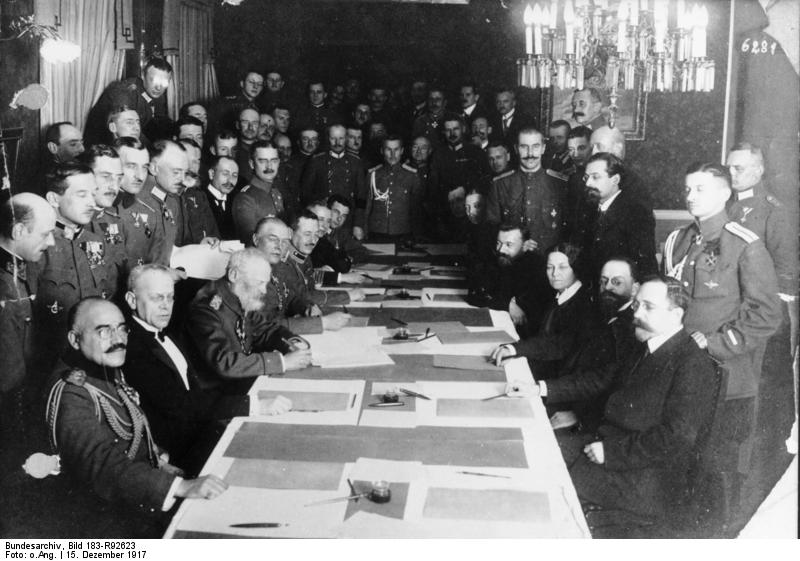 6281
Bundesarchiv, Bild 183-R92623
Foto: o.Ang. | 15. Dezember 1917